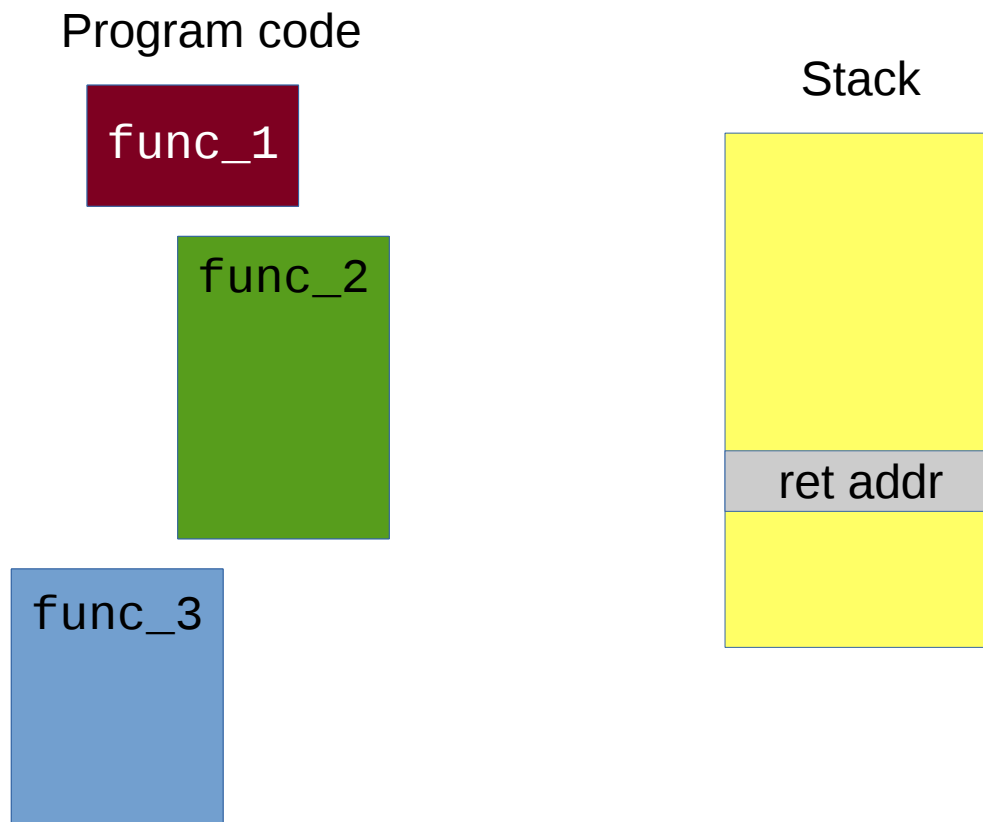 Program code
func_1
func_2
func_3
Stack
ret addr